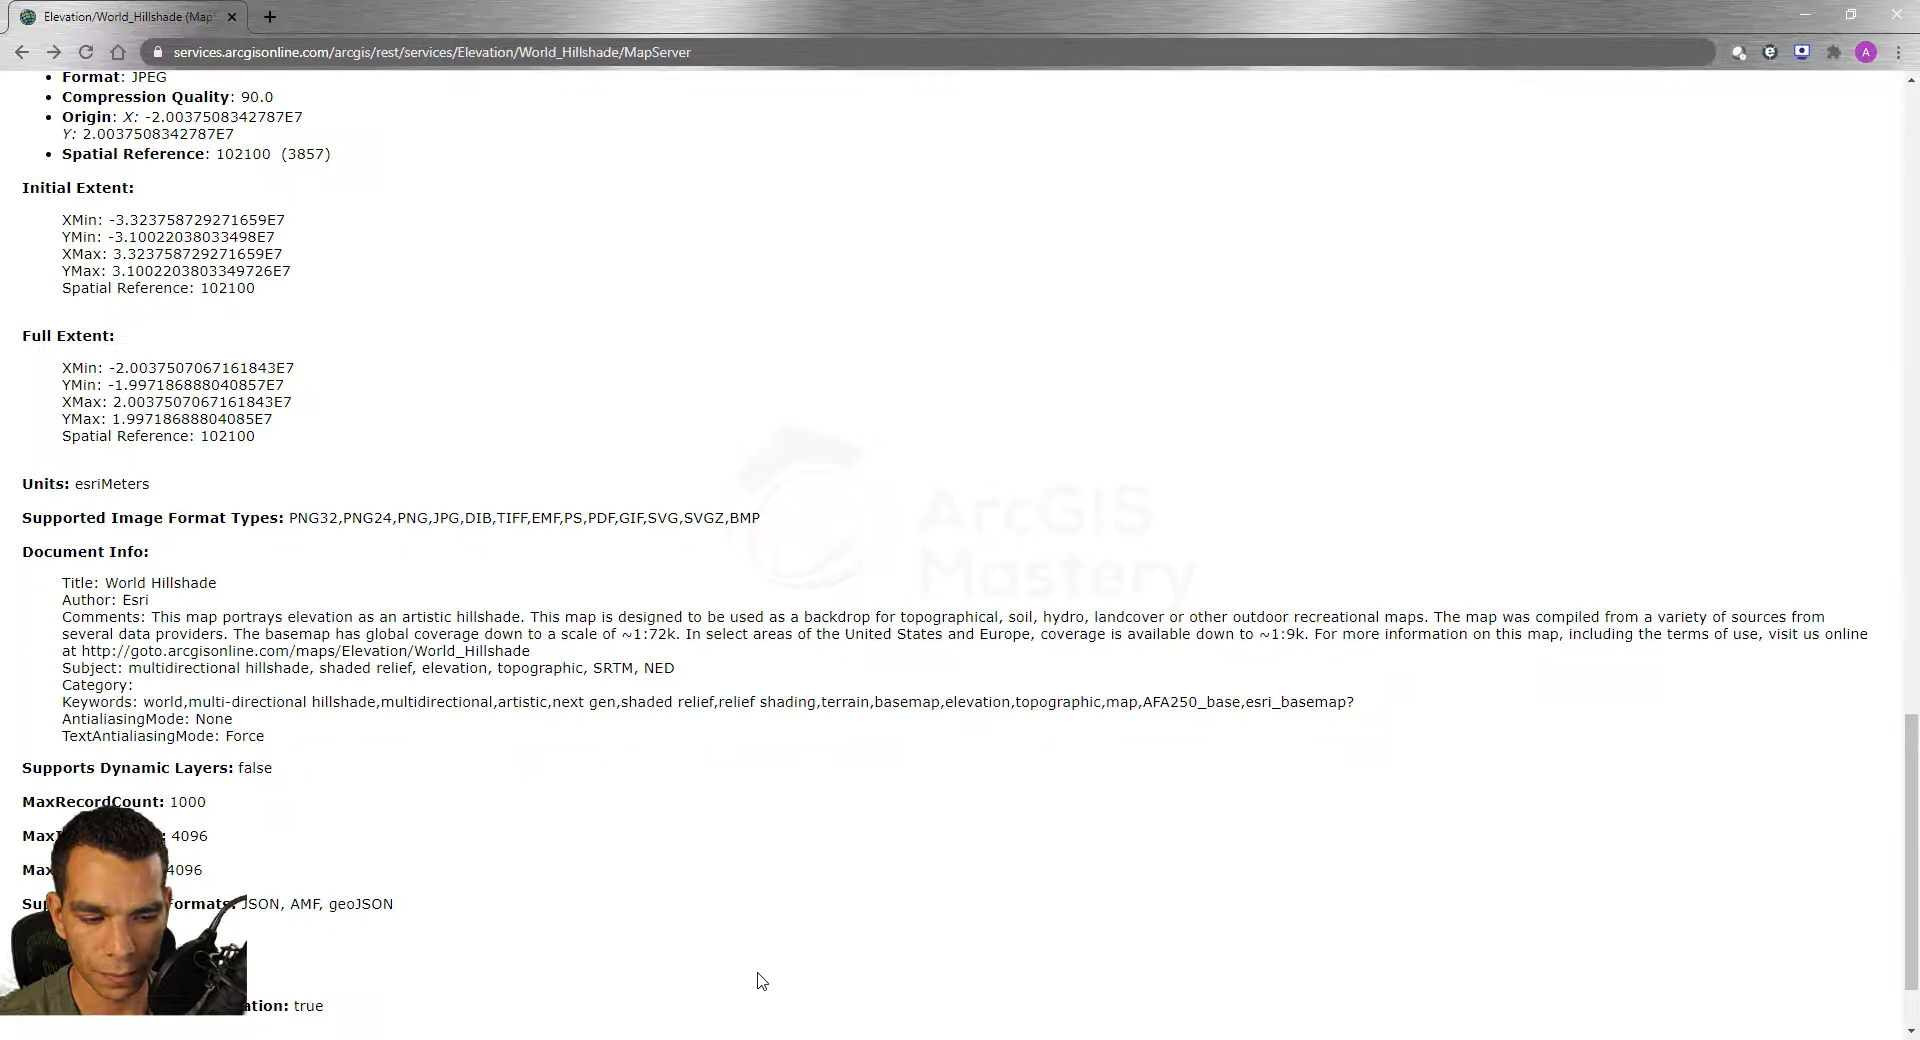 Elevation/World_Hillshade (Map
services.arcgisonline.com/arcgis/rest/services/Elevation/World_Hillshade/MapServer
A
Format: JPEG
Compression Quality: 90.0
Origin: X: -2.0037508342787E7
Y: 2.0037508342787E7
Spatial Reference: 102100 (3857)
Initial Extent:
XMin: -3.323758729271659E7
YMin: -3.10022038033498E7
XMax: 3.323758729271659E7
YMax: 3.1002203803349726E7
Spatial Reference: 102100
Full Extent:
XMin: -2.0037507067161843E7
YMin: -1.997186888040857E7
XMax: 2.0037507067161843E7
YMax: 1.99718688804085E7
Spatial Reference: 102100
Units: esriMeters
Supported Image Format Types: PNG32,PNG24,PNG,JPG,DIB,TIFF,EMF,PS,PDF,GIF,SVG,SVGZ,BMP
ArcGIS
Mastery
Document Info:
Title: World Hillshade
Author: Esri
Comments: This map portrays elevation as an artistic hillshade. This map is designed to be used as a backdrop for topographical, soil, hydro, landcover or other outdoor recreational maps. The map was compiled from a variety of sources from
several data providers. The basemap has global coverage down to a scale of ~1:72k. In select areas of the United States and Europe, coverage is available down to ~1:9k. For more information on this map, including the terms of use, visit us online
at http://goto.arcgisonline.com/maps/Elevation/World_Hillshade
Subject: multidirectional hillshade, shaded relief, elevation, topographic, SRTM, NED
Category:
Keywords: world,multi-directional hillshade,multidirectional,artistic,next gen,shaded relief,relief shading,terrain,basemap,elevation,topographic,map,AFA250_base,esri_basemap?
AntialiasingMode: None
TextAntialiasingMode: Force
Supports Dynamic Layers: false
MaxRecordCount: 1000
: 4096
4096
JSON, AMF, geoJSON
true